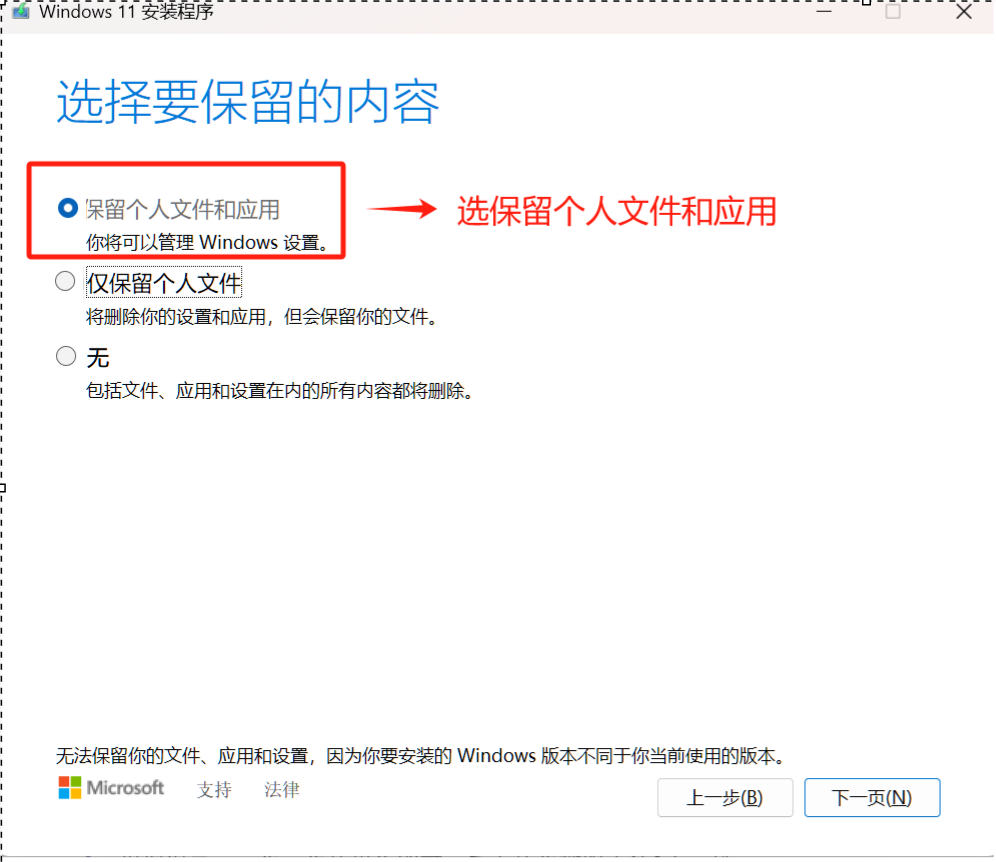 Windows 11 安装程序
选择要保留的内容
保留个人文件和应用
选保留个人文件和应用
你将可以管理 Windows 设置。
仅保留个人文件
将删除你的设置和应用，但会保留你的文件。
无
包括文件、应用和设置在内的所有内容都将删除。
无法保留你的文件、应用和设置，因为你要安装的 Windows 版本不同于你当前使用的版本。
Microsoft 支持 法律
上一步(B) 下一页(N)